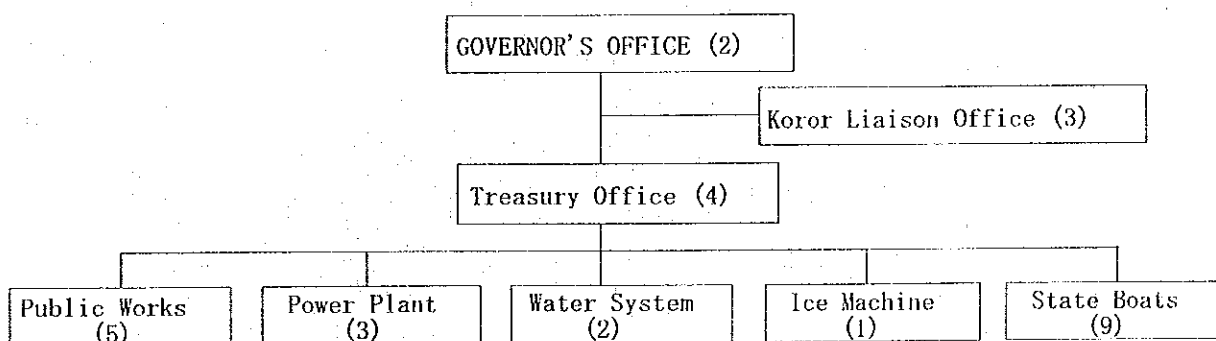 GOVERNOR'S OFFICE (2)
Koror Liaison Office (3)
Treasury Office (4)
Public Works
(5)
Power Plant
(3)
Water System
(2)
Ice Machine
(1)
State Boats
(9)